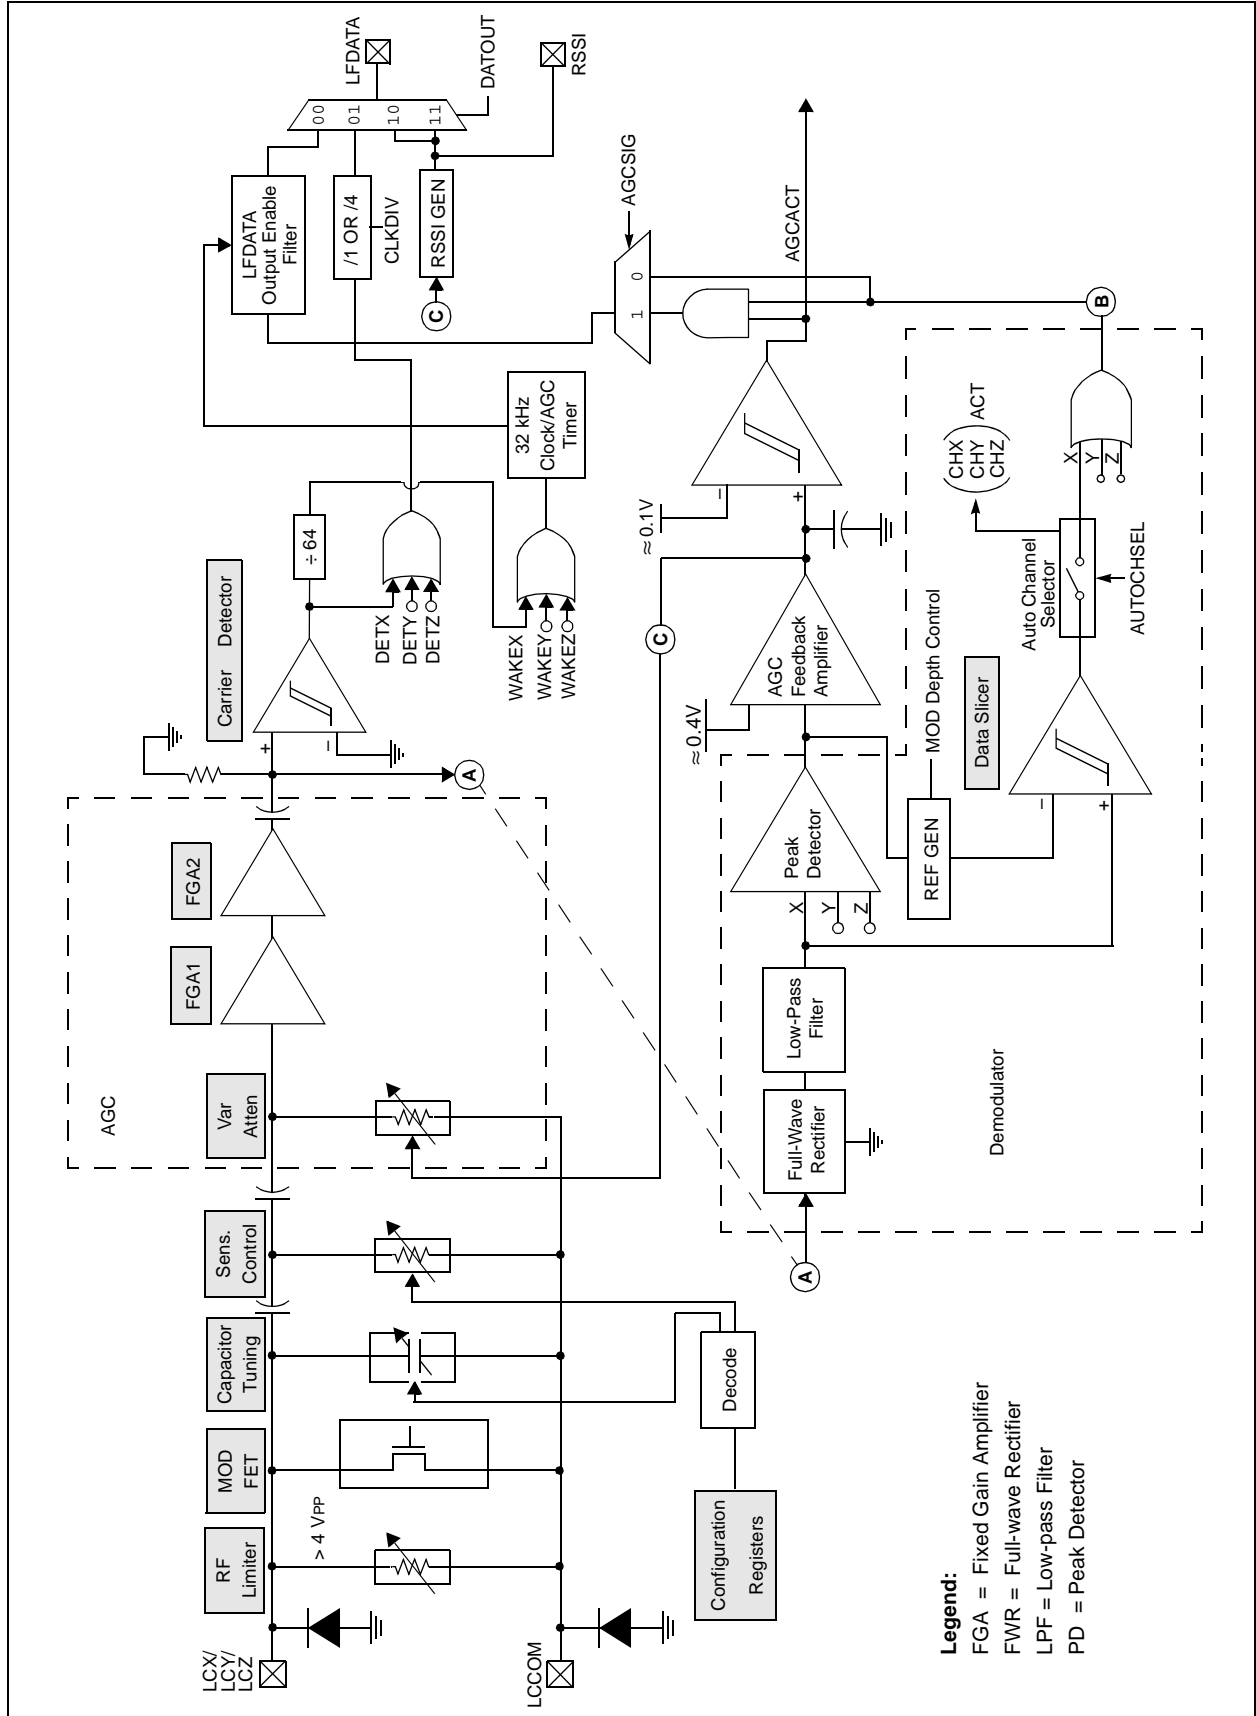 LCX/
LCY/
LCZ
RF
Limiter
MOD
FET
Capacitor
Tuning
Sens.
Control
Var
Atten
AGC
FGA1
FGA2
Carrier Detector
> 4 VPP
+
–
A
÷ 64
DETX
DETY
DETZ
WAKEX
WAKEY
WAKEZ
32 kHz
Clock/AGC
Timer
LFDATA
Output Enable
Filter
/1 OR /4
CLKDIV
C
RSSI GEN
00
01
10
11
LFDATA
DATOUT
RSSI
LCCOM
Configuration
Registers
Decode
C
≈ 0.4V
≈ 0.1V
–
+
1
0
AGCSIG
AGCACT
A
Full-Wave
Rectifier
Low-Pass
Filter
X
Y
Z
Peak
Detector
AGC
Feedback
Amplifier
REF GEN
MOD Depth Control
Data Slicer
–
+
Auto Channel
Selector
AUTOCHSEL
CHX
CHY
CHZ
ACT
X
Y
Z
B
Demodulator
Legend:
FGA = Fixed Gain Amplifier
FWR = Full-wave Rectifier
LPF = Low-pass Filter
PD = Peak Detector